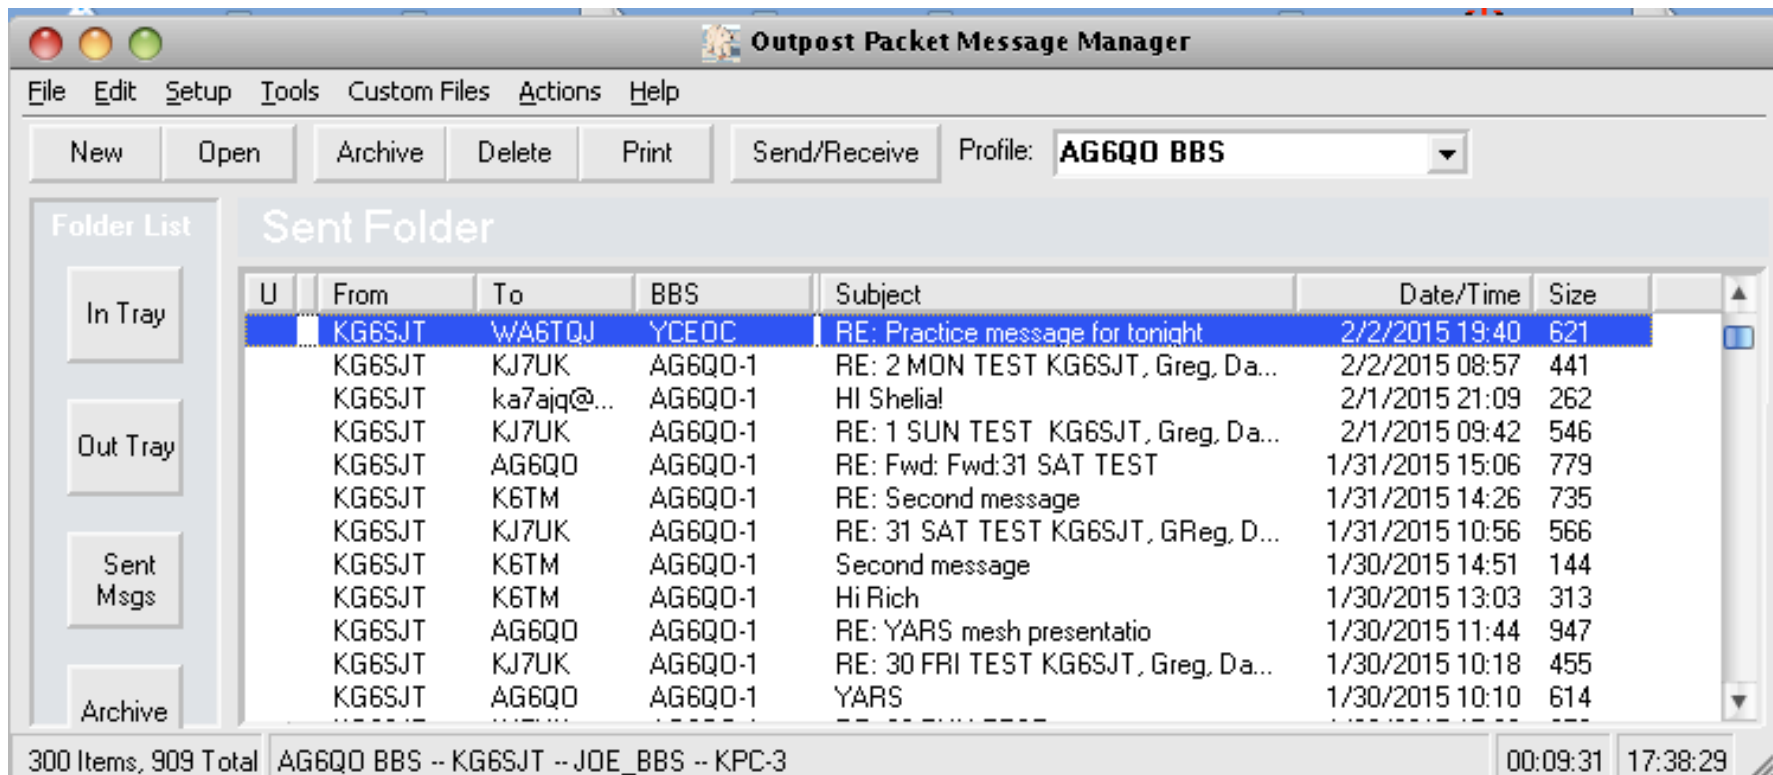 Outpost Packet Message Manager
File Edit Setup Tools Custom Files Actions Help
New Open Archive Delete Print Send/Receive Profile: AG6QO BBS
Folder List Sent Folder
In Tray
Out Tray
Sent
Msgs
Archive
U From To BBS Subject Date/Time Size
KG6SJT WA6TQJ YCEOC RE: Practice message for tonight 2/2/2015 19:40 621
KG6SJT KJ7UK AG6QO-1 RE: 2 MON TEST KG6SJT, Greg, Da... 2/2/2015 08:57 441
KG6SJT ka7ajq@... AG6QO-1 HI Shelia! 2/1/2015 21:09 262
KG6SJT KJ7UK AG6QO-1 RE: 1 SUN TEST  KG6SJT, Greg, Da... 2/1/2015 09:42 546
KG6SJT AG6QO AG6QO-1 RE: Fwd: Fwd:31 SAT TEST 1/31/2015 15:06 779
KG6SJT K6TM AG6QO-1 RE: Second message 1/31/2015 14:26 735
KG6SJT KJ7UK AG6QO-1 RE: 31 SAT TEST KG6SJT, GReg, D... 1/31/2015 10:56 566
KG6SJT K6TM AG6QO-1 Second message 1/30/2015 14:51 144
KG6SJT K6TM AG6QO-1 Hi Rich 1/30/2015 13:03 313
KG6SJT AG6QO AG6QO-1 RE: YARS mesh presentatio 1/30/2015 11:44 947
KG6SJT KJ7UK AG6QO-1 RE: 30 FRI TEST KG6SJT, Greg, Da... 1/30/2015 10:18 455
KG6SJT AG6QO AG6QO-1 YARS 1/30/2015 10:10 614
300 Items, 909 Total AG6QO BBS -- KG6SJT -- JOE_BBS -- KPC-3 00:09:31 17:38:29